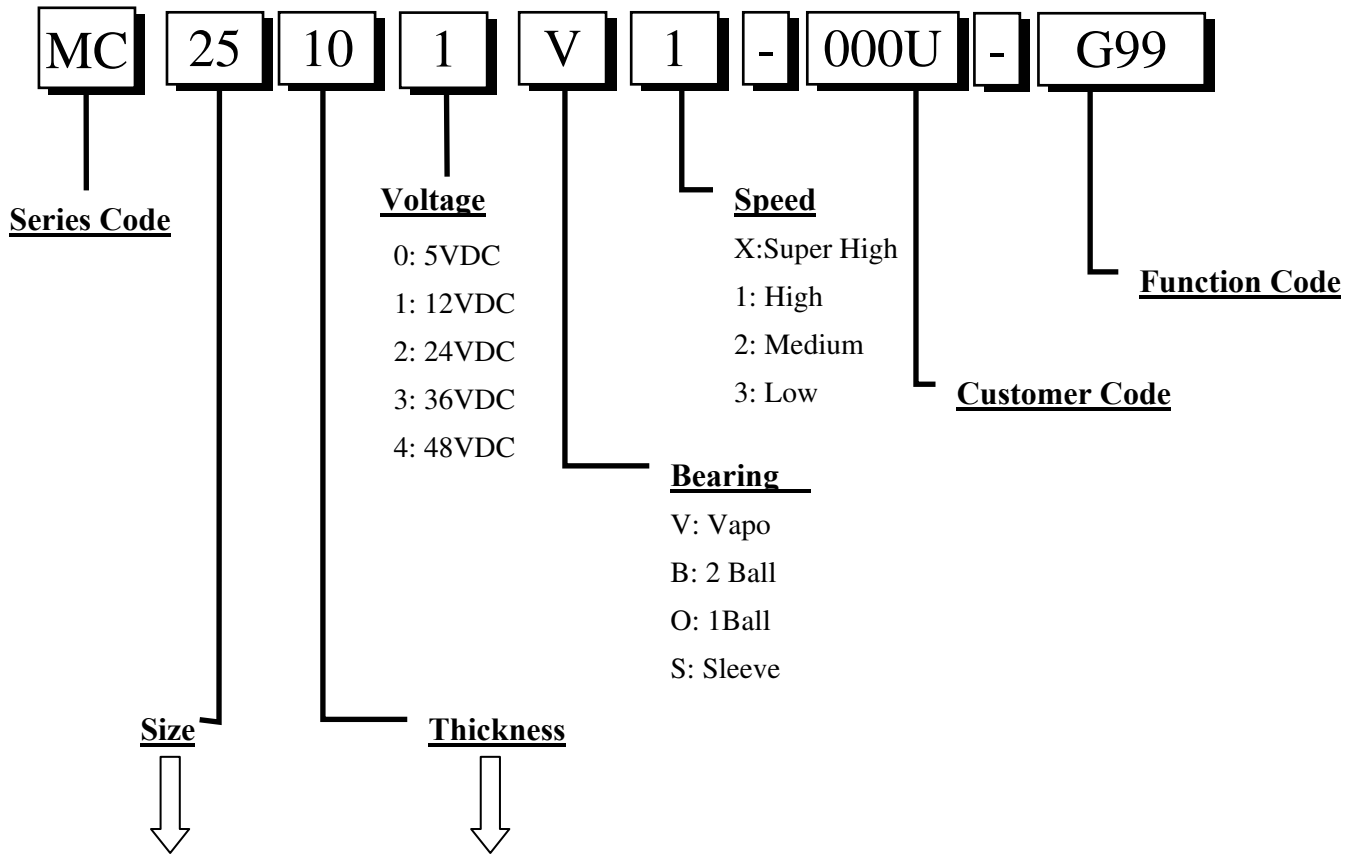 MC 25 10 1 V 1 - 000U - G99
Series Code
Voltage
0: 5VDC
1: 12VDC
2: 24VDC
3: 36VDC
4: 48VDC
Speed
X:Super High
1: High
2: Medium
3: Low
Function Code
Customer Code
Bearing
V: Vapo
B: 2 Ball
O: 1Ball
S: Sleeve
Size
Thickness